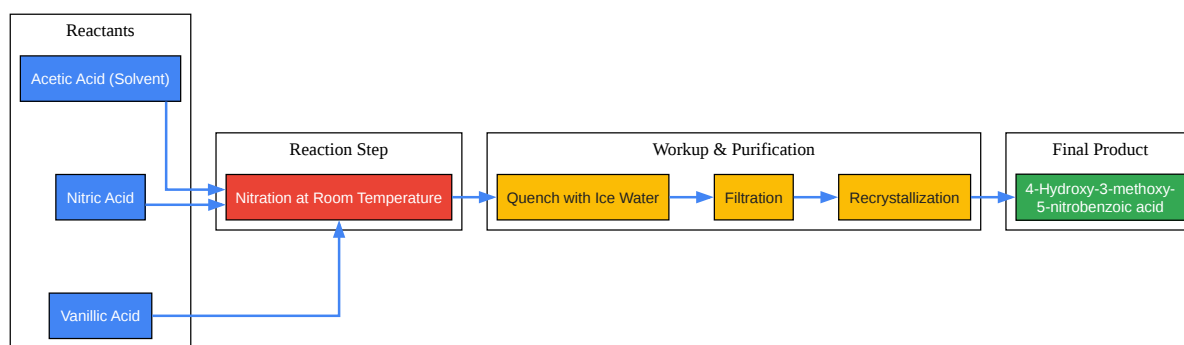 Reactants
Acetic Acid (Solvent)
Nitric Acid
Vanillic Acid
Reaction Step
Nitration at Room Temperature
Workup & Purification
Quench with Ice Water
Filtration
Recrystallization
Final Product
4-Hydroxy-3-methoxy-
5-nitrobenzoic acid